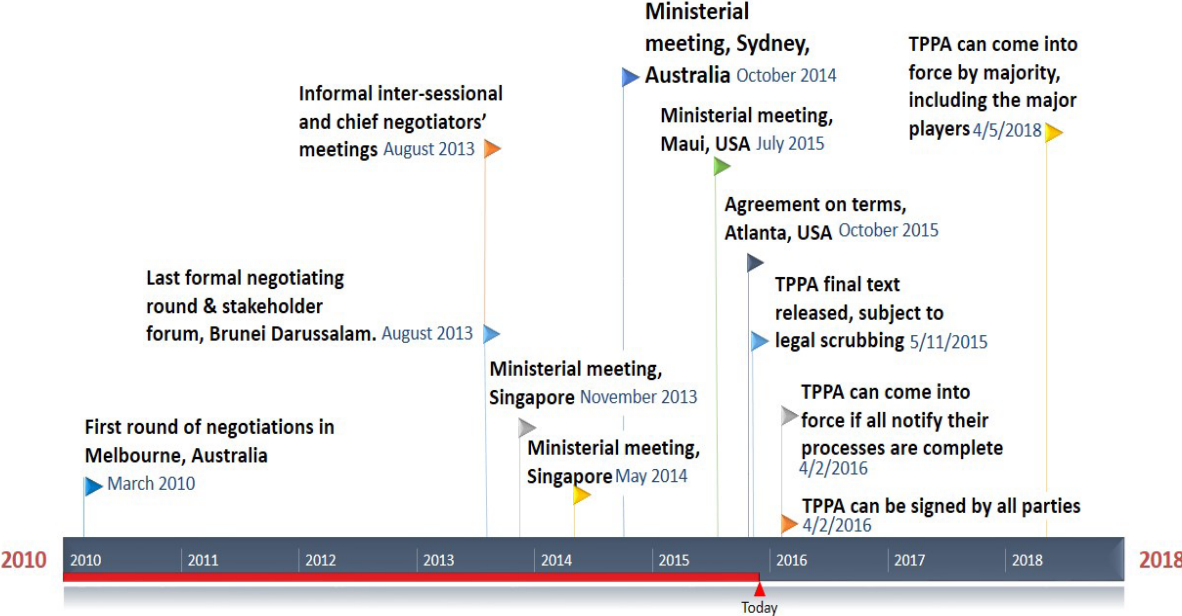 Ministerial
meeting, Sydney,
Australia October 2014
TPPA can come into
force by majority,
including the major
players 4/5/2018
Informal inter-sessional
and chief negotiators'
meetings August 2013
Ministerial meeting,
Maui, USA July 2015
Agreement on terms,
Atlanta, USA October 2015
Last formal negotiating
round & stakeholder
forum, Brunei Darussalam. August 2013
TPPA final text
released, subject to
legal scrubbing 5/11/2015
Ministerial meeting,
Singapore November 2013
TPPA can come into
force if all notify their
processes are complete
4/2/2016
First round of negotiations in
Melbourne, Australia
March 2010
Ministerial meeting,
Singapore May 2014
TPPA can be signed by all parties
4/2/2016
2010 2010 2011 2012 2013 2014 2015 2016 2017 2018 2018
Today